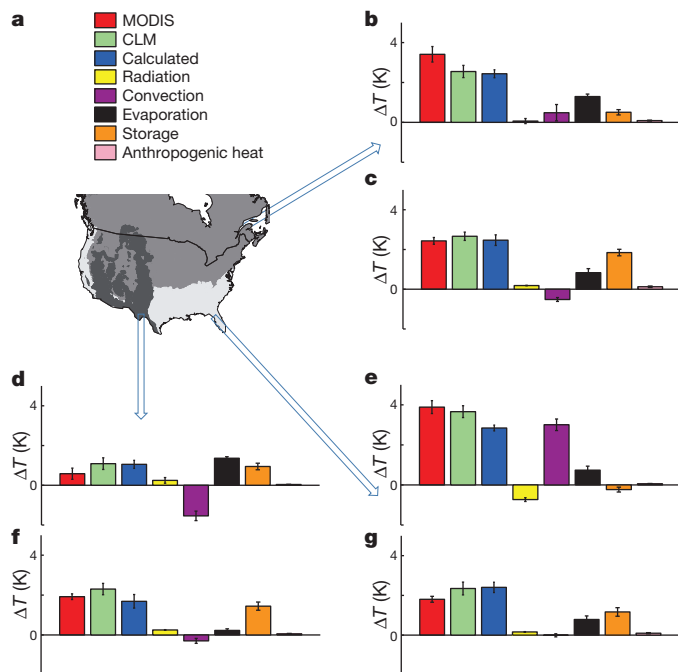 a
MODIS
CLM
Calculated
Radiation
Convection
Evaporation
Storage
Anthropogenic heat
b
4
0
ΔT (K)
c
4
0
ΔT (K)
d
4
0
ΔT (K)
e
4
0
ΔT (K)
f
4
0
ΔT (K)
g
4
0
ΔT (K)